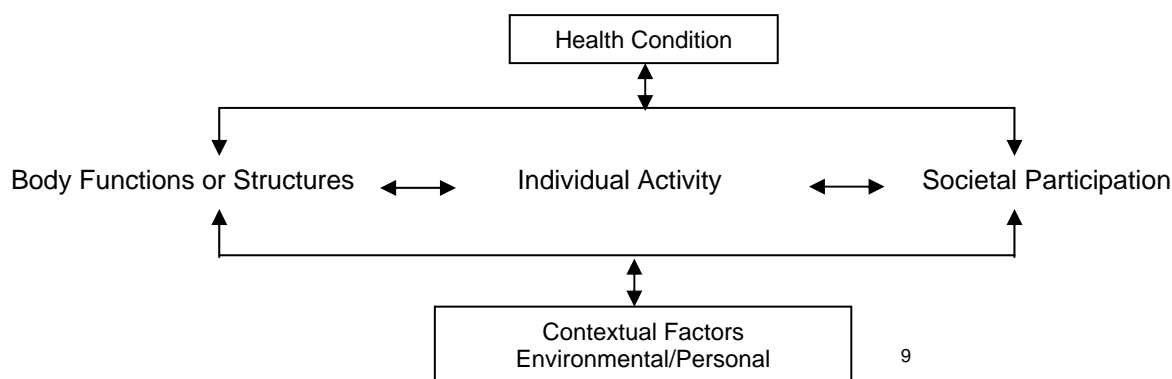 Health Condition
Body Functions or Structures Individual Activity Societal Participation
Contextual Factors
Environmental/Personal
9